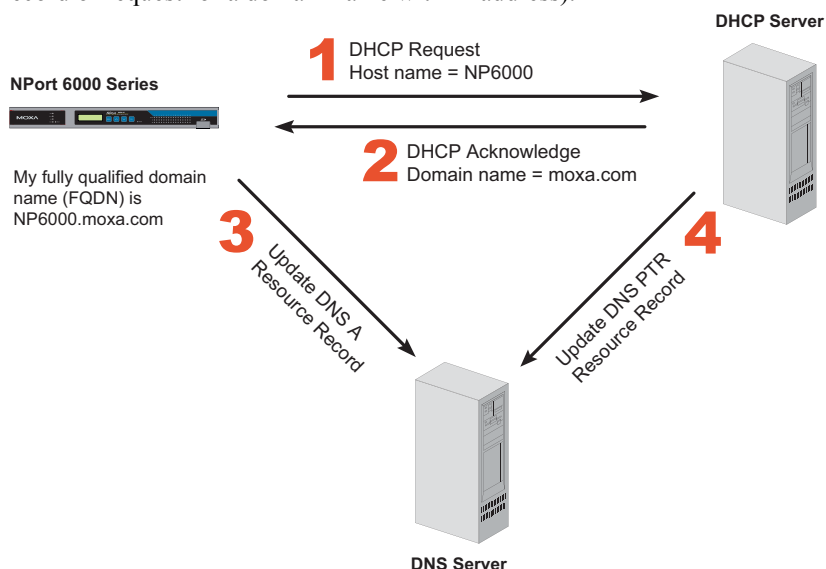 DHCP Server
1
DHCP Request
Host name = NP6000
NPort 6000 Series
MOXA
2
DHCP Acknowledge
Domain name = moxa.com
My fully qualified domain
name (FQDN) is
NP6000.moxa.com
3
Update DNS A
Resource Record
4
Update DNS PTR
Resource Record
DNS Server